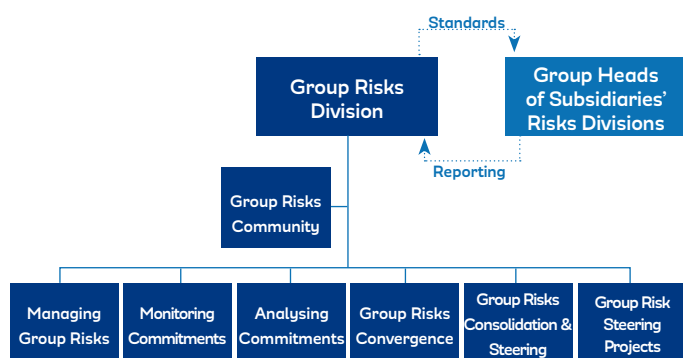 Standards
Group Risks
Division
Group Heads
of Subsidiaries'
Risks Divisions
Reporting
Group Risks
Community
Managing
Group Risks
Monitoring
Commitments
Analysing
Commitments
Group Risks
Convergence
Group Risks
Consolidation &
Steering
Group Risk
Steering
Projects